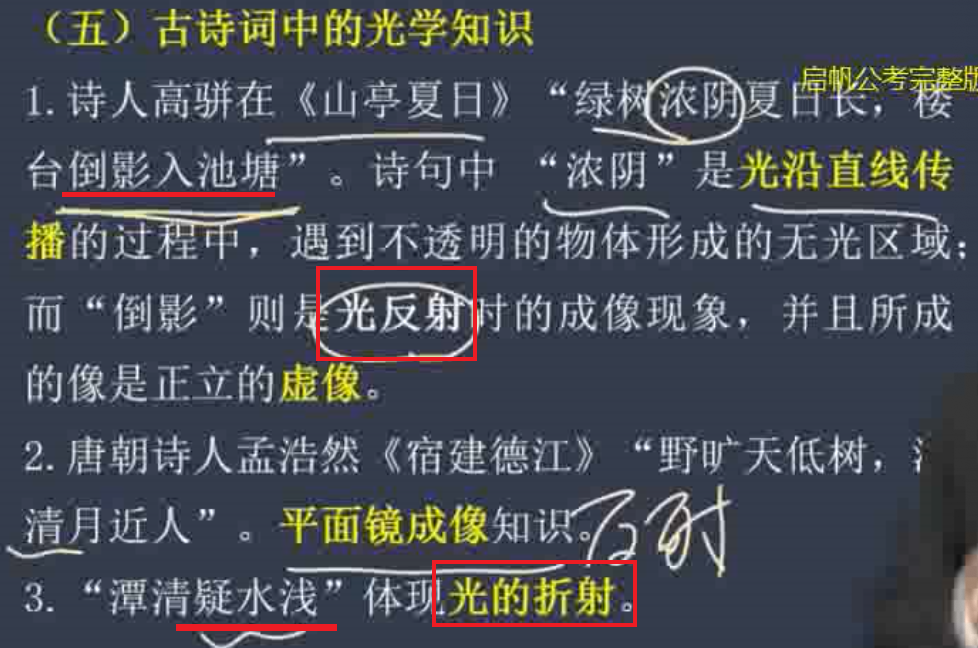 （五）古诗词中的光学知识
启帆公考完整版
1.诗人高骈在《山亭夏日》“绿树浓阴夏日长，楼
台倒影入池塘”。诗句中 “浓阴”是光沿直线传
播的过程中，遇到不透明的物体形成的无光区域；
而“倒影”则是光反射时的成像现象，并且所成
的像是正立的虚像。
2.唐朝诗人孟浩然《宿建德江》“野旷天低树，
清月近人”。平面镜成像知识。反射
3.“潭清疑水浅”体现光的折射。